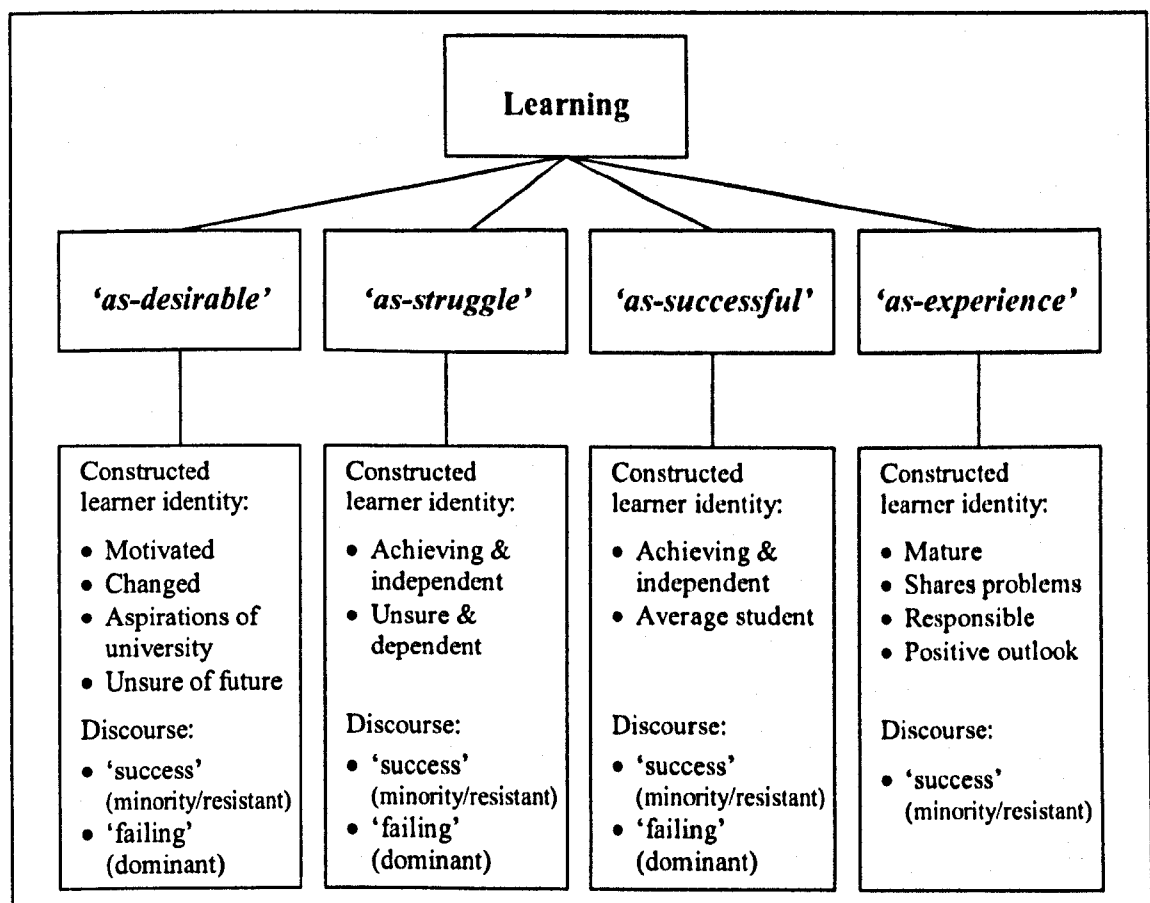 Learning
‘as-desirable’
‘as-struggle’
‘as-successful’
‘as-experience’
Constructed
learner identity:
• Motivated
• Changed
• Aspirations of
university
• Unsure of future
Discourse:
• ‘success’
(minority/resistant)
• ‘failing’
(dominant)
Constructed
learner identity:
• Achieving &
independent
• Unsure &
dependent
Discourse:
• ‘success’
(minority/resistant)
• ‘failing’
(dominant)
Constructed
learner identity:
• Achieving &
independent
• Average student
Discourse:
• ‘success’
(minority/resistant)
• ‘failing’
(dominant)
Constructed
learner identity:
• Mature
• Shares problems
• Responsible
• Positive outlook
Discourse:
• ‘success’
(minority/resistant)